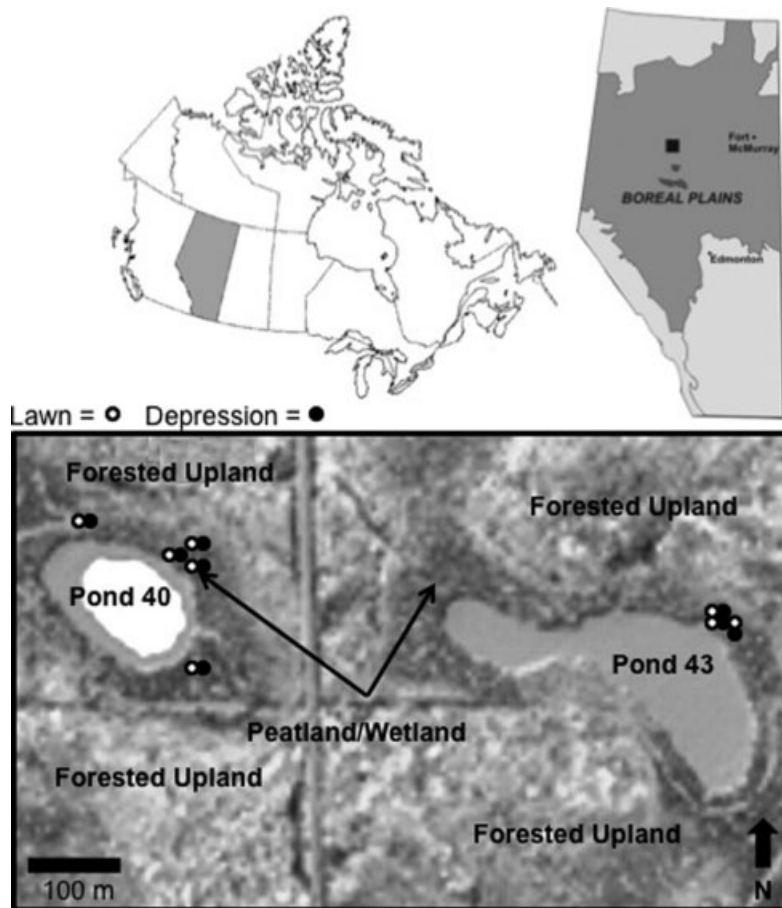 Fort
McMurray
BOREAL PLAINS
Edmonton
Lawn = Depression =
Forested Upland
Forested Upland
Pond 40
Pond 43
Peatland/Wetland
Forested Upland
Forested Upland
100 m
N